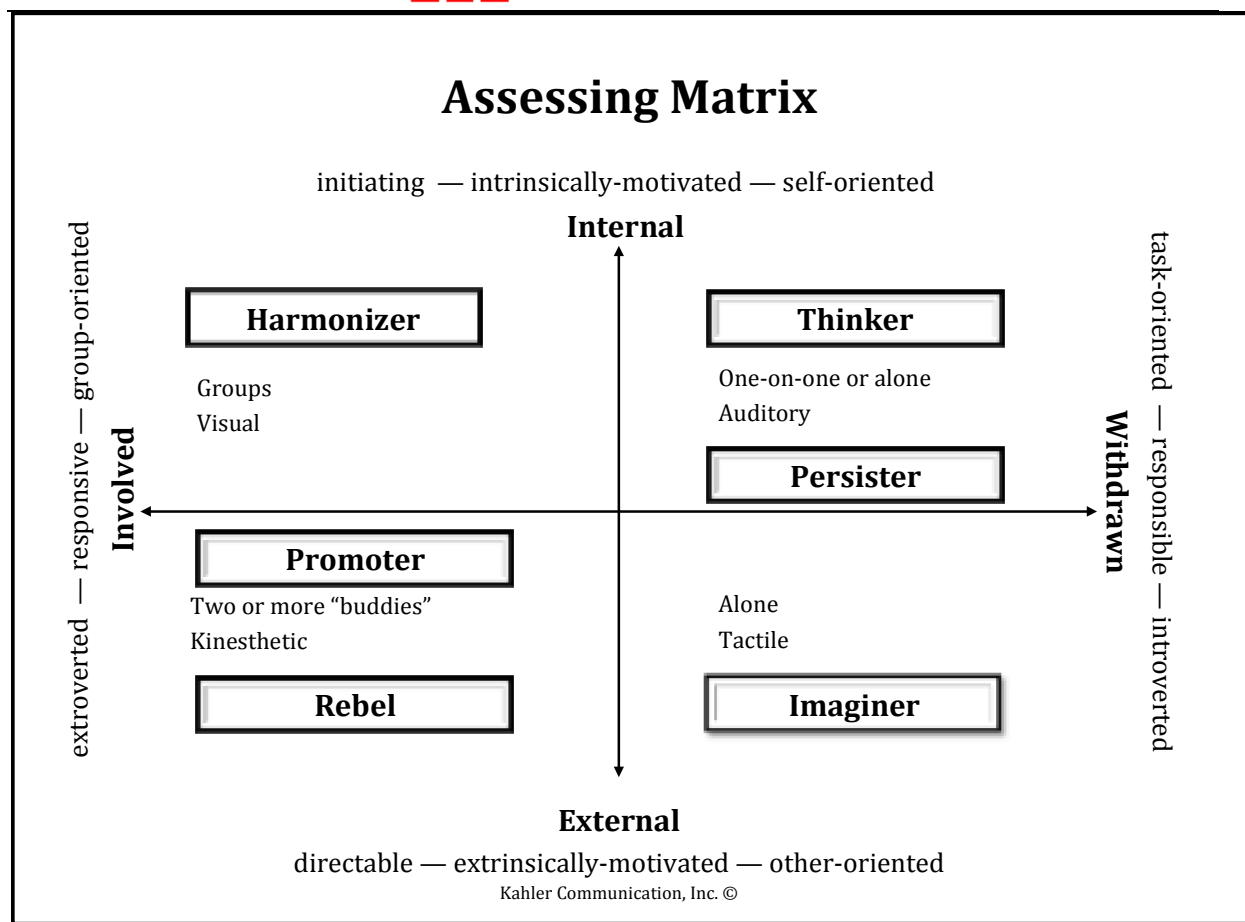 Assessing Matrix
initiating — intrinsically-motivated — self-oriented
Internal
extroverted — responsive — group-oriented
Involved
Harmonizer
Groups
Visual
Thinker
One-on-one or alone
Auditory
Persister
Withdrawn
task-oriented — responsible — introverted
Promoter
Two or more “buddies”
Kinesthetic
Rebel
Alone
Tactile
Imaginer
External
directable — extrinsically-motivated — other-oriented
Kahler Communication, Inc. ©